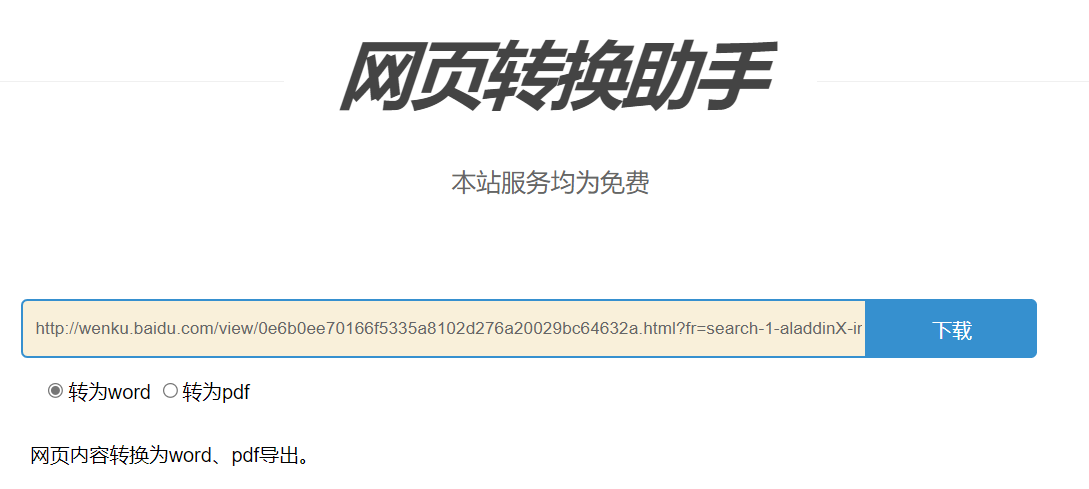 网页转换助手
本站服务均为免费
http://wenku.baidu.com/view/0e6b0ee70166f5335a8102d276a20029bc64632a.html?fr=search-1-aladdinX-ir
下载
转为word 转为pdf
网页内容转换为word、pdf导出。